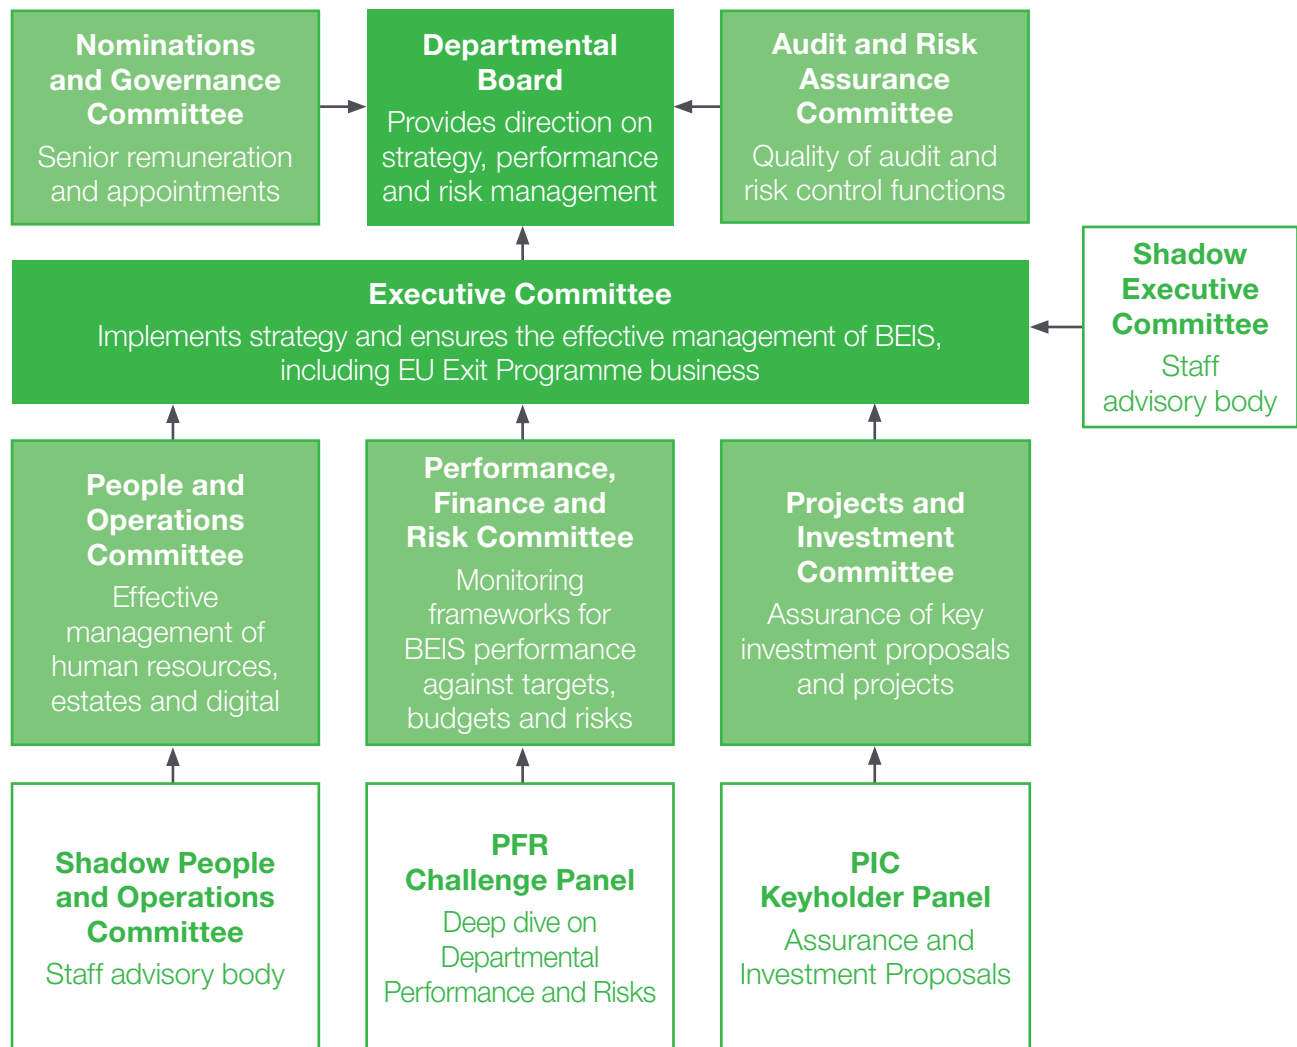 Nominations
and Governance
Committee
Senior remuneration
and appointments
Departmental
Board
Provides direction on
strategy, performance
and risk management
Audit and Risk
Assurance
Committee
Quality of audit and
risk control functions
Shadow
Executive
Committee
Staff
advisory body
Executive Committee
Implements strategy and ensures the effective management of BEIS,
including EU Exit Programme business
People and
Operations
Committee
Effective
management of
human resources,
estates and digital
Performance,
Finance and
Risk Committee
Monitoring
frameworks for
BEIS performance
against targets,
budgets and risks
Projects and
Investment
Committee
Assurance of key
investment proposals
and projects
Shadow People
and Operations
Committee
Staff advisory body
PFR
Challenge Panel
Deep dive on
Departmental
Performance and Risks
PIC
Keyholder Panel
Assurance and
Investment Proposals